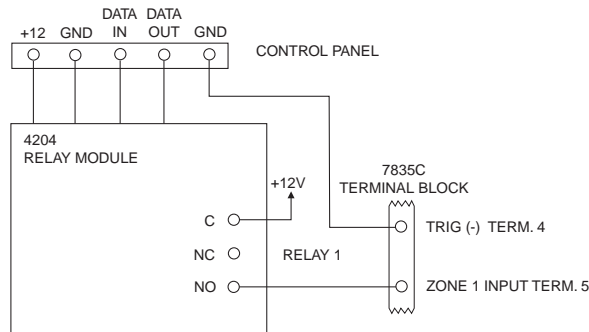 DATA DATA
+12 GND IN OUT GND
CONTROL PANEL
4204
RELAY MODULE
7835C
TERMINAL BLOCK
+12V
C
TRIG (-) TERM. 4
NC
RELAY 1
NO
ZONE 1 INPUT TERM. 5